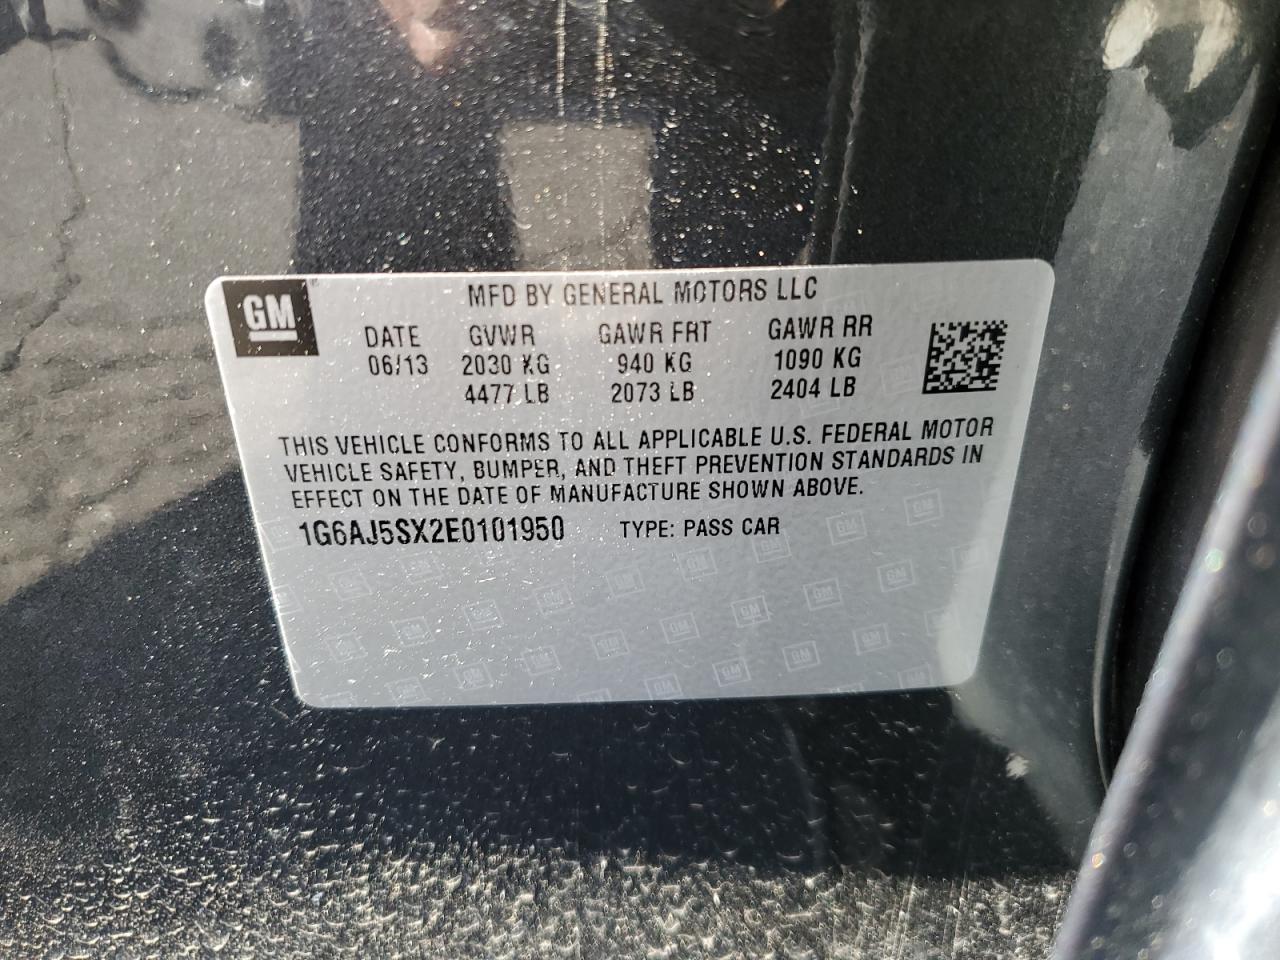 GM
MFD BY GENERAL MOTORS LLC
DATE GVWR GAWR FRT GAWR RR
06/13 2030 KG 940 KG 1090 KG
4477 LB 2073 LB 2404 LB
THIS VEHICLE CONFORMS TO ALL APPLICABLE U.S. FEDERAL MOTOR
VEHICLE SAFETY, BUMPER, AND THEFT PREVENTION STANDARDS IN
EFFECT ON THE DATE OF MANUFACTURE SHOWN ABOVE.
1G6AJ5SX2E0101950 TYPE: PASS CAR